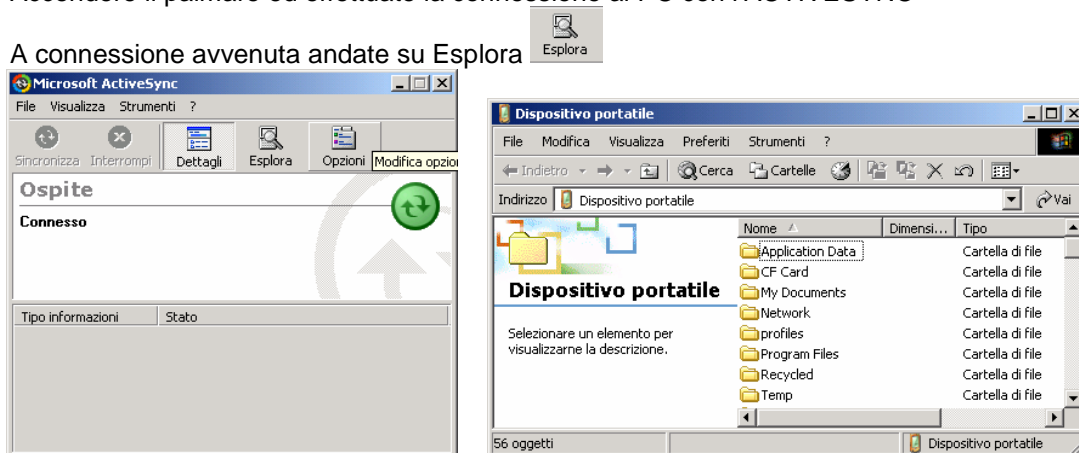 A connessione avvenuta andate su Esplora
Esplora
Microsoft ActiveSync
File Visualizza Strumenti ?
Sincronizza Interrompi Dettagli Esplora Opzioni Modifica opzion
Ospite
Connesso
Tipo informazioni Stato
Dispositivo portatile
File Modifica Visualizza Preferiti Strumenti ?
Indietro Cerca Cartelle
Indirizzo Dispositivo portatile Vai
Nome Dimensi... Tipo
Application Data Cartella di file
CF Card Cartella di file
My Documents Cartella di file
Network Cartella di file
profiles Cartella di file
Program Files Cartella di file
Recycled Cartella di file
Temp Cartella di file
Dispositivo portatile
Selezionare un elemento per
visualizzarne la descrizione.
56 oggetti Dispositivo portatile